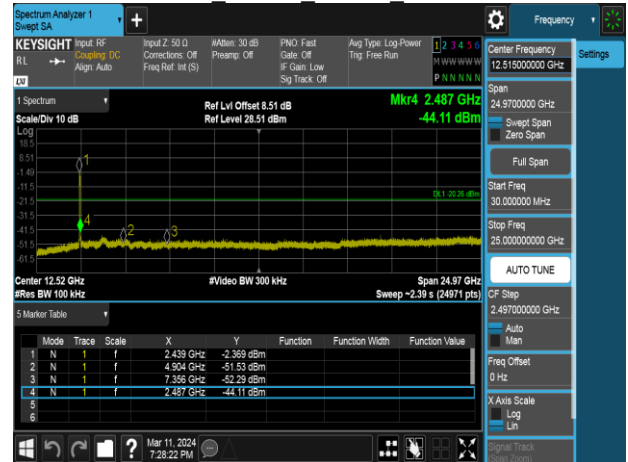 Spectrum Analyzer 1
Swept SA
+
Frequency
KEYSIGHT
RL
LXI
Input: RF
Coupling: DC
Align: Auto
Input Z: 50 Ω
Corrections: Off
Freq Ref: Int (S)
#Atten: 30 dB
Preamp: Off
PNO: Fast
Gate: Off
IF Gain: Low
Sig Track: Off
Avg Type: Log-Power
Trig: Free Run
1 2 3 4 5 6
M W W W W W
P N N N N N
1 Spectrum
Scale/Div 10 dB
Ref Lvl Offset 8.51 dB
Ref Level 28.51 dBm
Mkr4 2.487 GHz
-44.11 dBm
Log
18.5
8.51
-1.49
-11.5
-21.5
-31.5
-41.5
-51.5
-61.5
1
4
2
3
DL1 -20.26 dBm
Center 12.52 GHz
#Video BW 300 kHz
Span 24.97 GHz
#Res BW 100 kHz
Sweep ~2.39 s (24971 pts)
5 Marker Table
Mode Trace Scale X Y Function Function Width Function Value
1 N 1 f 2.439 GHz -2.369 dBm
2 N 1 f 4.904 GHz -51.53 dBm
3 N 1 f 7.356 GHz -52.29 dBm
4 N 1 f 2.487 GHz -44.11 dBm
5
6
?
Mar 11, 2024
7:28:22 PM
Center Frequency
12.515000000 GHz
Settings
Span
24.9700000 GHz
Swept Span
Zero Span
Full Span
Start Freq
30.000000 MHz
Stop Freq
25.000000000 GHz
AUTO TUNE
CF Step
2.497000000 GHz
Auto
Man
Freq Offset
0 Hz
X Axis Scale
Log
Lin
Signal Track
(Span Zoom)